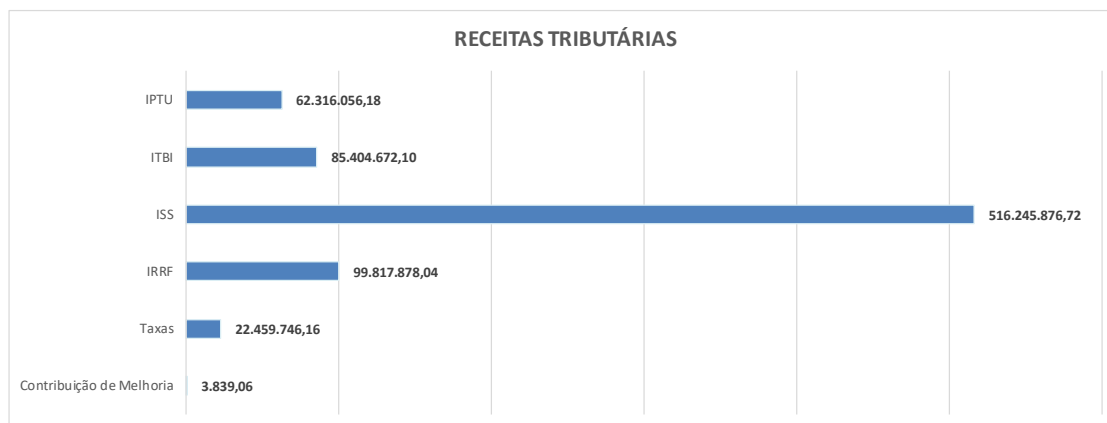 RECEITAS TRIBUTÁRIAS
IPTU 62.316.056,18
ITBI 85.404.672,10
ISS 516.245.876,72
IRRF 99.817.878,04
Taxas 22.459.746,16
Contribuição de Melhoria 3.839,06